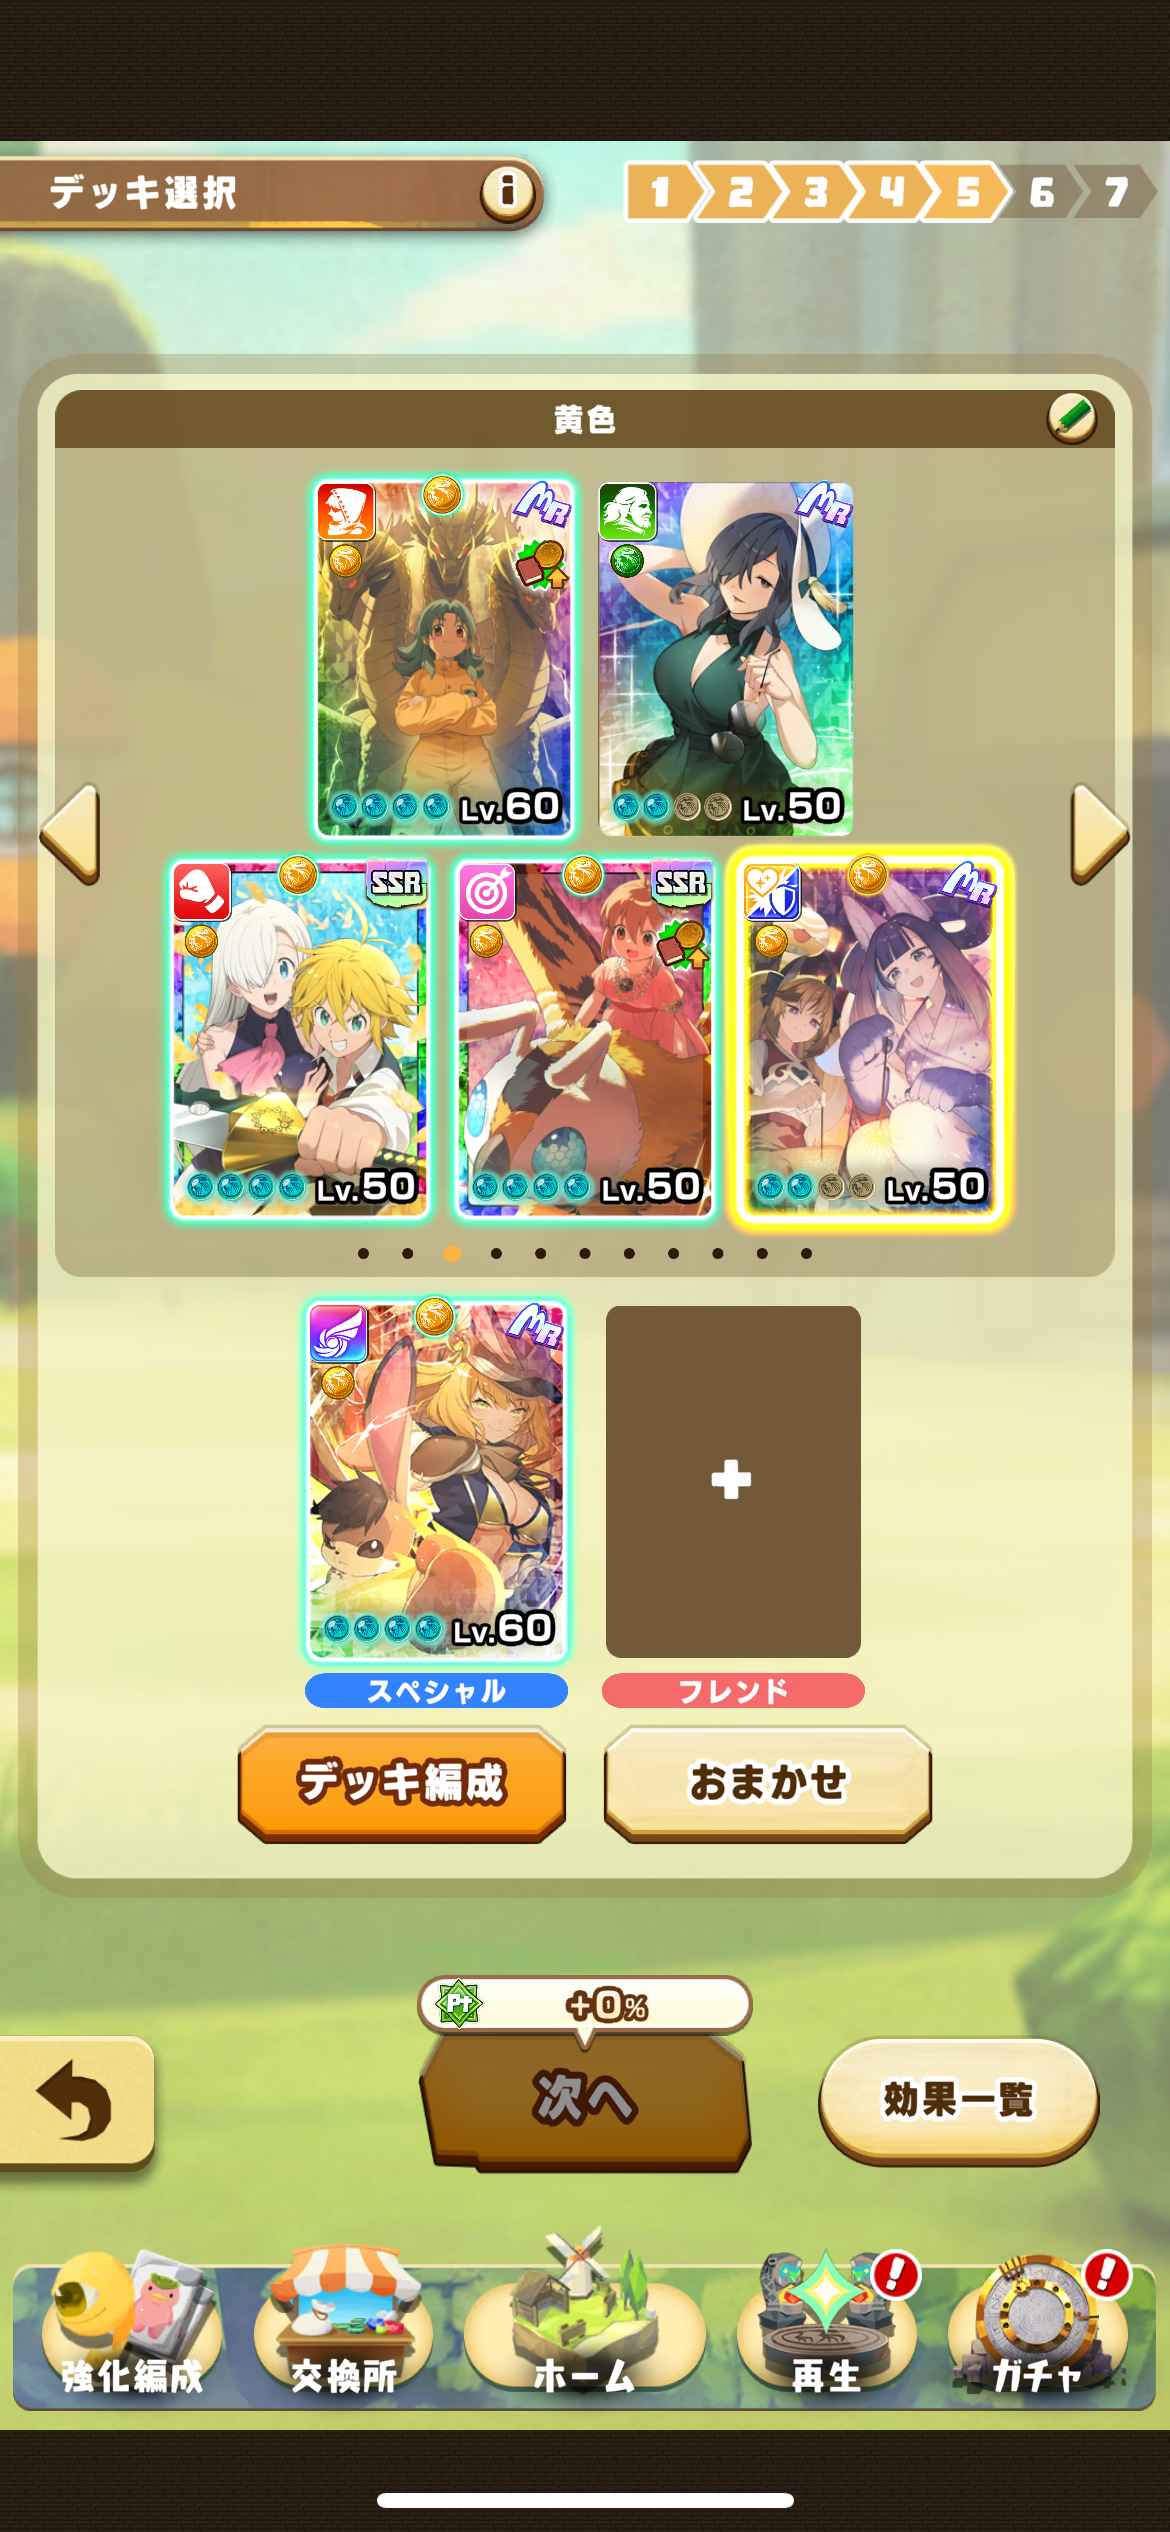 デッキ選択
1 2 3 4 5 6 7
黄色
MR
Lv.60
MR
Lv.50
SSR
Lv.50
SSR
Lv.50
MR
Lv.50
MR
Lv.60
スペシャル
フレンド
デッキ編成
おまかせ
Pt +0%
次へ
効果一覧
強化編成
交換所
ホーム
再生
ガチャ